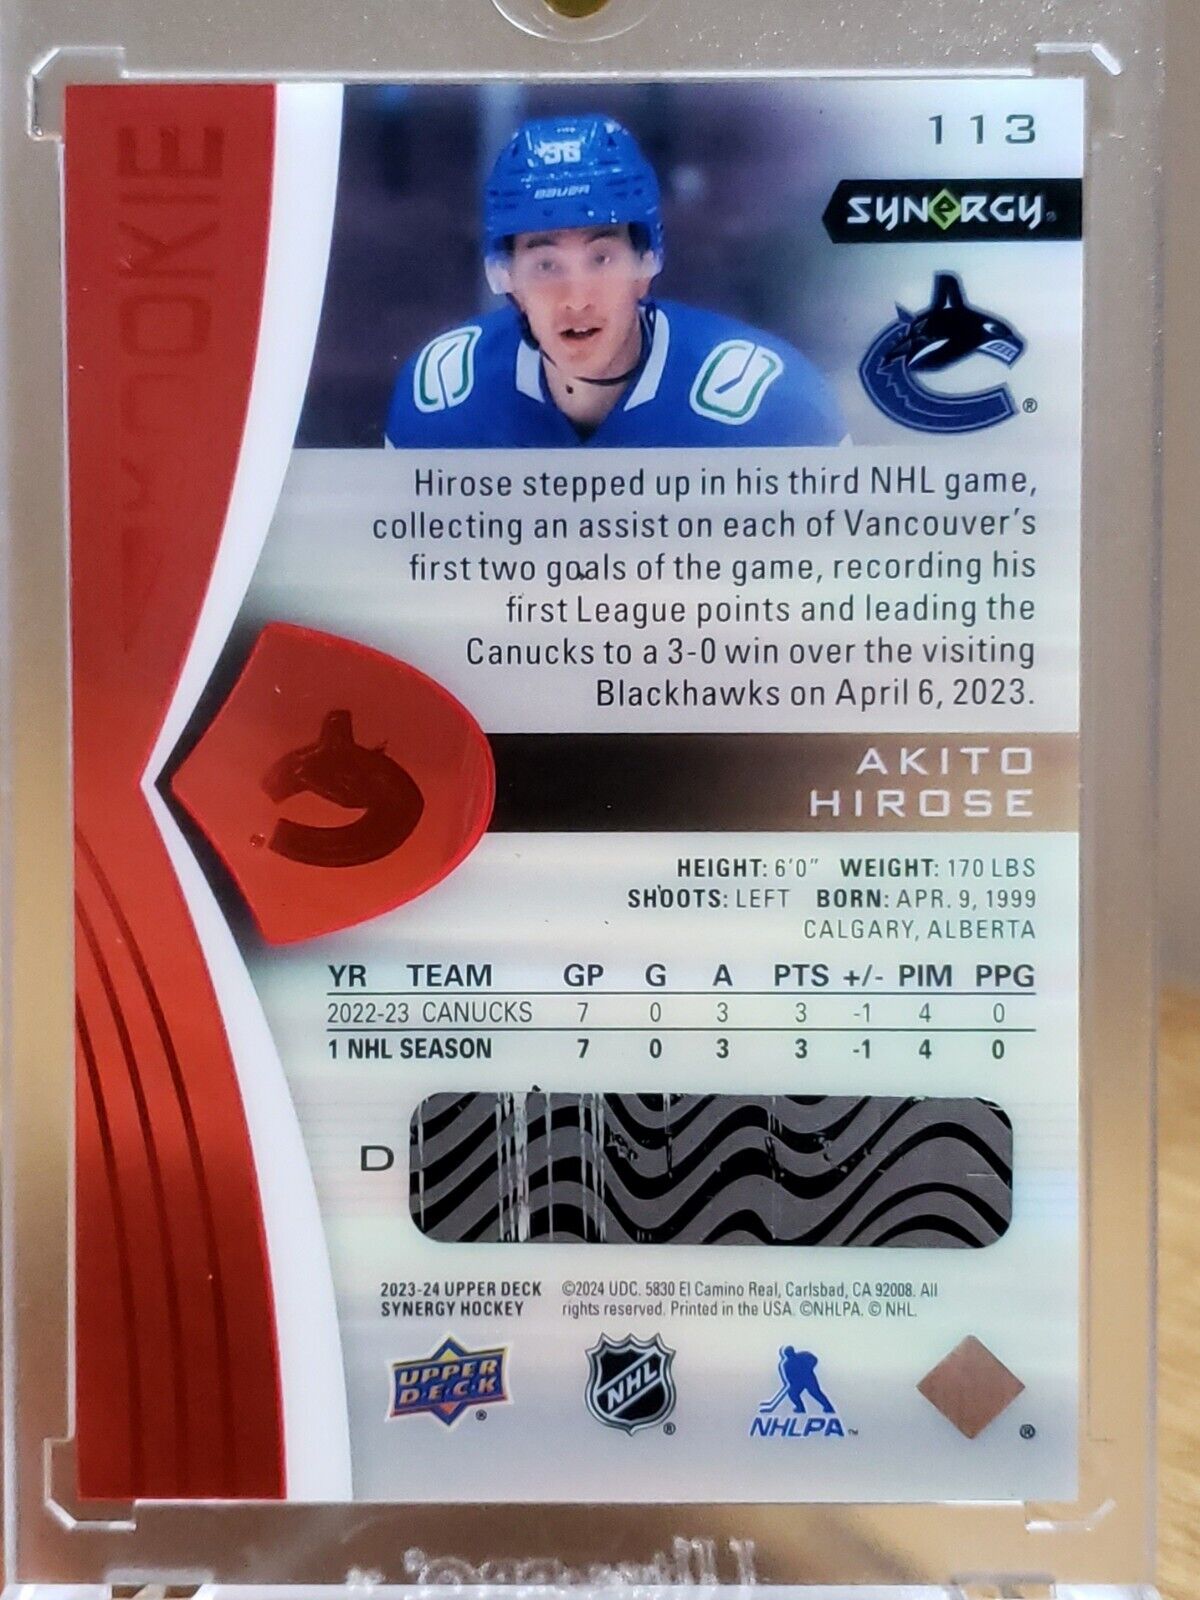 113
SYNERGY
ROOKIE
36
BAUER
®
Hirose stepped up in his third NHL game,
collecting an assist on each of Vancouver's
first two goals of the game, recording his
first League points and leading the
Canucks to a 3-0 win over the visiting
Blackhawks on April 6, 2023.
AKITO
HIROSE
HEIGHT: 6'0" WEIGHT: 170 LBS
SHOOTS: LEFT BORN: APR. 9, 1999
CALGARY, ALBERTA
YR TEAM GP G A PTS +/- PIM PPG
2022-23 CANUCKS 7 0 3 3 -1 4 0
1 NHL SEASON 7 0 3 3 -1 4 0
D
2023-24 UPPER DECK
SYNERGY HOCKEY
©2024 UDC. 5830 El Camino Real, Carlsbad, CA 92008. All
rights reserved. Printed in the USA. ©NHLPA. © NHL.
UPPER
DECK ®
NHL ®
NHLPA™
®